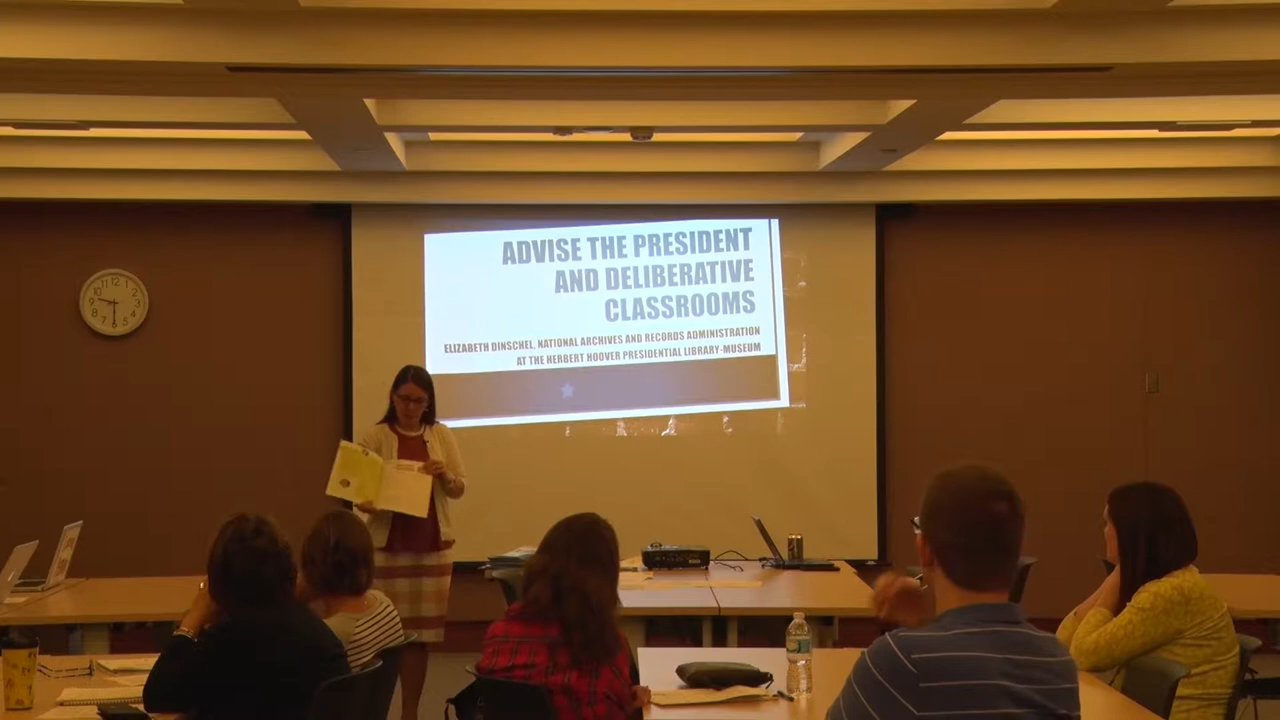 ADVISE THE PRESIDENT
AND DELIBERATIVE
CLASSROOMS
ELIZABETH DINSCHEL, NATIONAL ARCHIVES AND RECORDS ADMINISTRATION
AT THE HERBERT HOOVER PRESIDENTIAL LIBRARY-MUSEUM